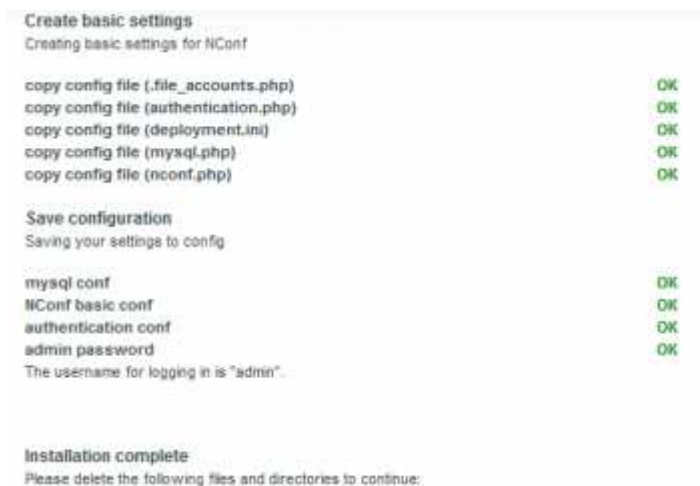 Create basic settings
Creating basic settings for NConf
copy config file (.file_accounts.php) OK
copy config file (authentication.php) OK
copy config file (deployment.ini) OK
copy config file (mysql.php) OK
copy config file (nconf.php) OK
Save configuration
Saving your settings to config
mysql conf OK
NConf basic conf OK
authentication conf OK
admin password OK
The username for logging in is "admin".
Installation complete
Please delete the following files and directories to continue: